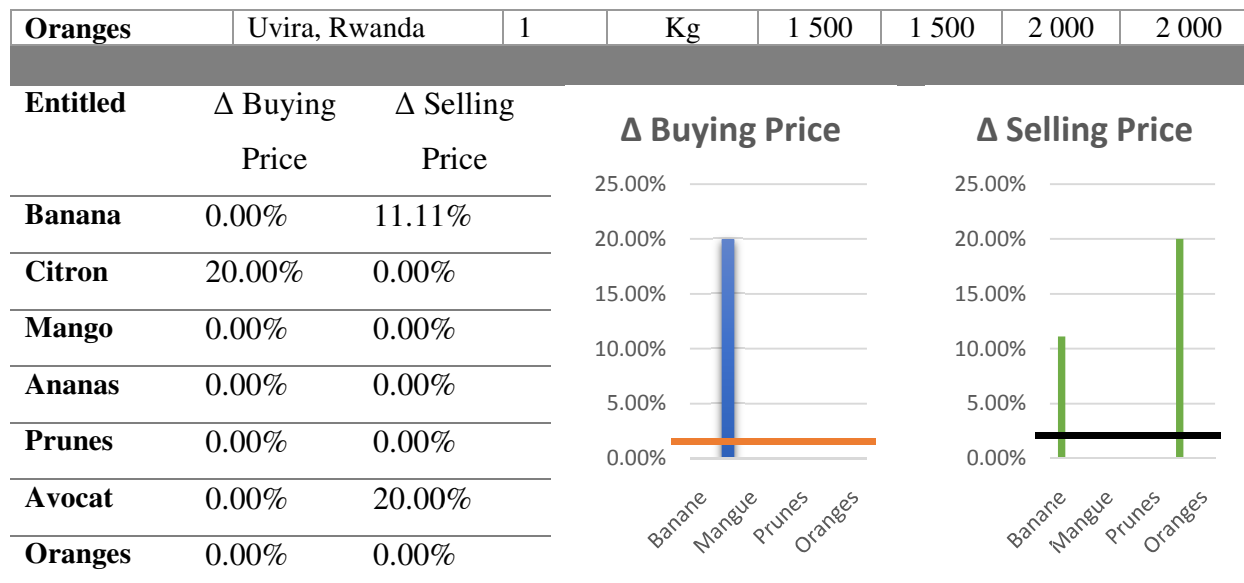 Oranges Uvira, Rwanda 1 Kg 1 500 1 500 2 000 2 000
Entitled Δ Buying Price Δ Selling Price
Banana 0.00% 11.11%
Citron 20.00% 0.00%
Mango 0.00% 0.00%
Ananas 0.00% 0.00%
Prunes 0.00% 0.00%
Avocat 0.00% 20.00%
Oranges 0.00% 0.00%
Δ Buying Price
25.00%
20.00%
15.00%
10.00%
5.00%
0.00%
Banane Mangue Prunes Oranges
Δ Selling Price
25.00%
20.00%
15.00%
10.00%
5.00%
0.00%
Banane Mangue Prunes Oranges